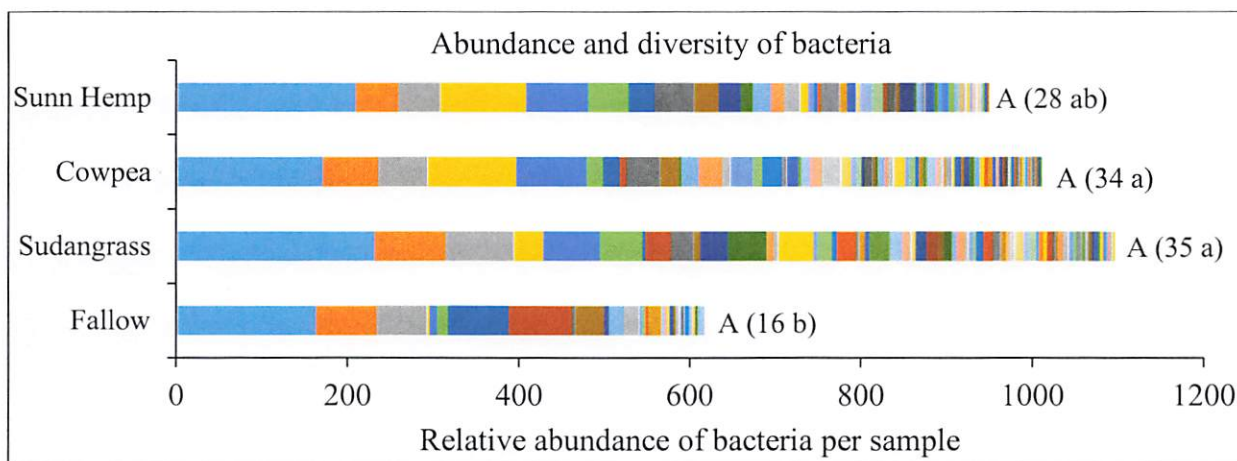 Abundance and diversity of bacteria
Sunn Hemp
A (28 ab)
Cowpea
A (34 a)
Sudangrass
A (35 a)
Fallow
A (16 b)
0 200 400 600 800 1000 1200
Relative abundance of bacteria per sample